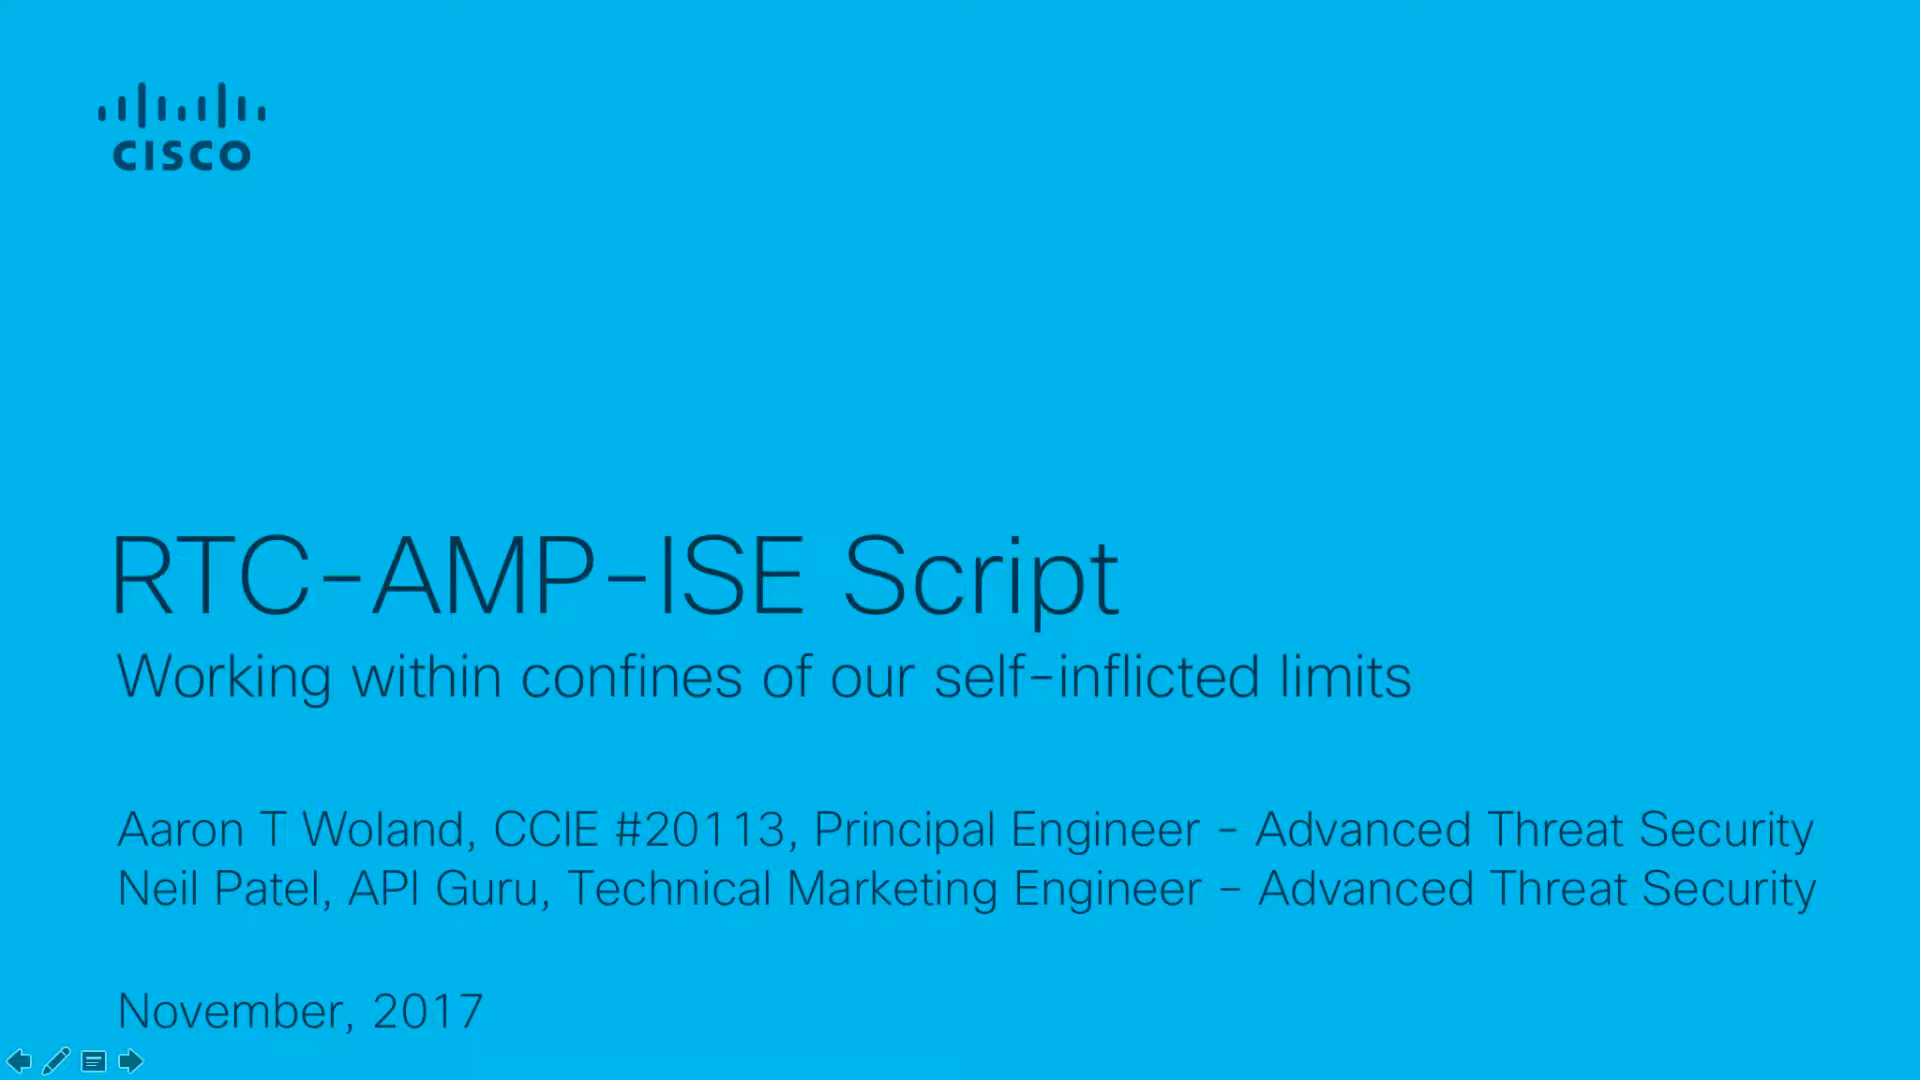 CISCO
RTC-AMP-ISE Script
Working within confines of our self-inflicted limits
Aaron T Woland, CCIE #20113, Principal Engineer - Advanced Threat Security
Neil Patel, API Guru, Technical Marketing Engineer - Advanced Threat Security
November, 2017